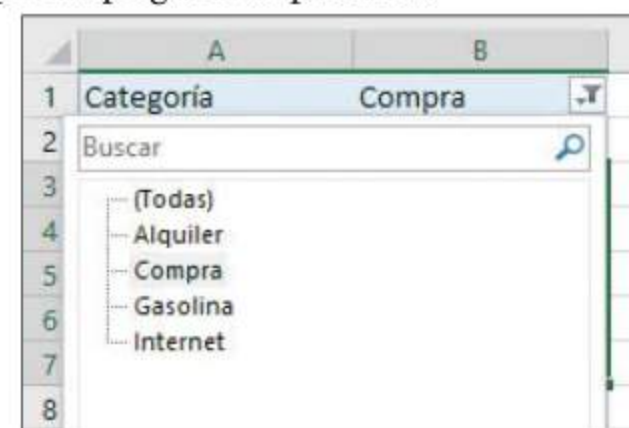 A B
1 Categoría Compra
2 Buscar
3 (Todas)
4 Alquiler
5 Compra
6 Gasolina
7 Internet
8